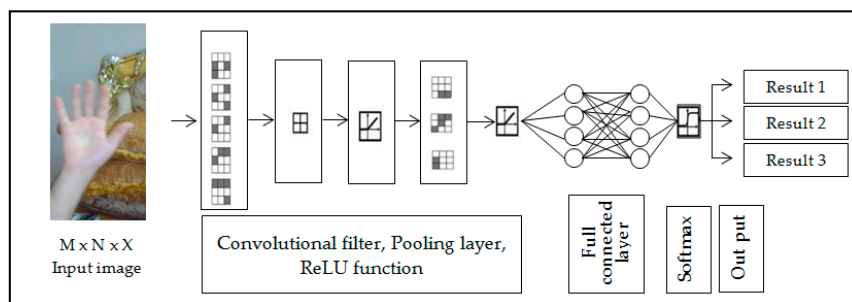 Result 1
Result 2
Result 3
M x N x X
Input image
Convolutional filter, Pooling layer,
ReLU function
Full
connected
layer
Softmax
Out put